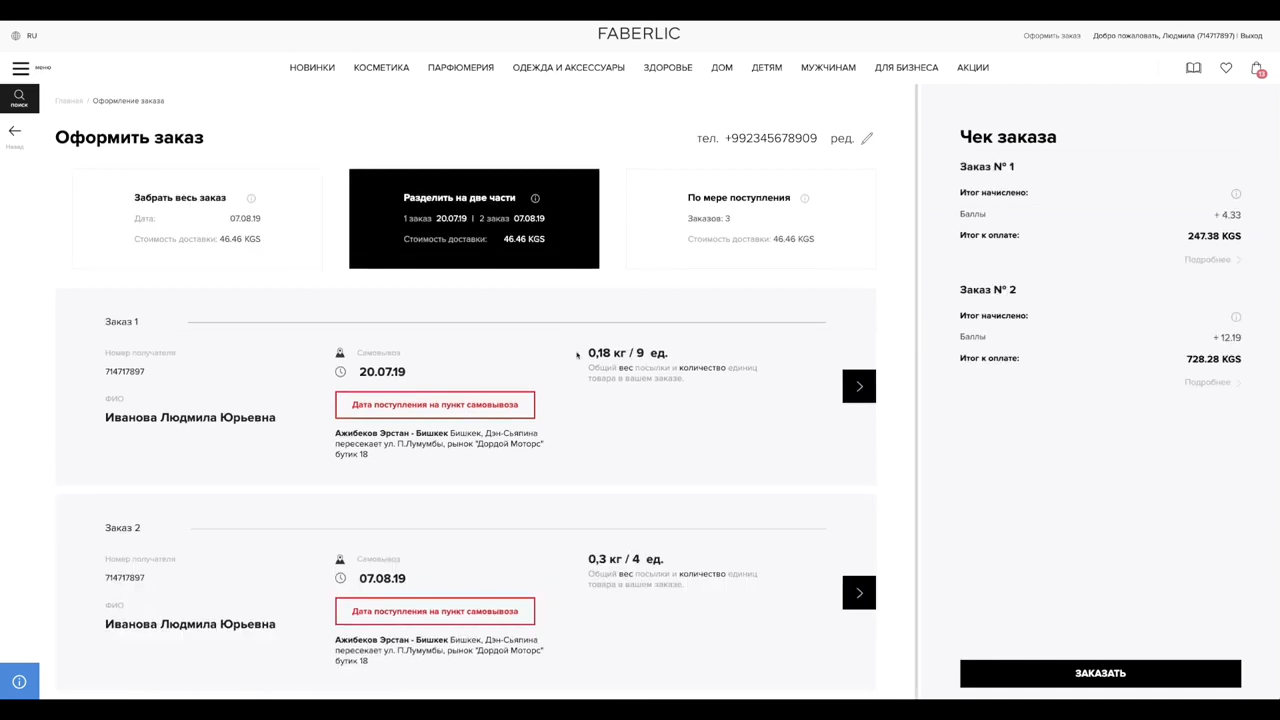 RU
FABERLIC
Оформить заказ
Добро пожаловать, Людмила (714717897) | Выход
меню
НОВИНКИ
КОСМЕТИКА
ПАРФЮМЕРИЯ
ОДЕЖДА И АКСЕССУАРЫ
ЗДОРОВЬЕ
ДОМ
ДЕТЯМ
МУЖЧИНАМ
ДЛЯ БИЗНЕСА
АКЦИИ
13
поиск
Назад
Главная / Оформление заказа
Оформить заказ
тел. +992345678909 ред.
Забрать весь заказ
Дата: 07.08.19
Стоимость доставки: 46.46 KGS
Разделить на две части
1 заказ 20.07.19 | 2 заказ 07.08.19
Стоимость доставки: 46.46 KGS
По мере поступления
Заказов: 3
Стоимость доставки: 46.46 KGS
Заказ 1
Номер получателя
714717897
ФИО
Иванова Людмила Юрьевна
Самовывоз
20.07.19
Дата поступления на пункт самовывоза
Ажибеков Эрстан - Бишкек Бишкек, Дэн-Сьяпина
пересекает ул. П.Лумумбы, рынок "Дордой Моторс"
бутик 18
0,18 кг / 9 ед.
Общий вес посылки и количество единиц
товара в вашем заказе.
Заказ 2
Номер получателя
714717897
ФИО
Иванова Людмила Юрьевна
Самовывоз
07.08.19
Дата поступления на пункт самовывоза
Ажибеков Эрстан - Бишкек Бишкек, Дэн-Сьяпина
пересекает ул. П.Лумумбы, рынок "Дордой Моторс"
бутик 18
0,3 кг / 4 ед.
Общий вес посылки и количество единиц
товара в вашем заказе.
Чек заказа
Заказ № 1
Итог начислено:
Баллы + 4.33
Итог к оплате: 247.38 KGS
Подробнее
Заказ № 2
Итог начислено:
Баллы + 12.19
Итог к оплате: 728.28 KGS
Подробнее
ЗАКАЗАТЬ